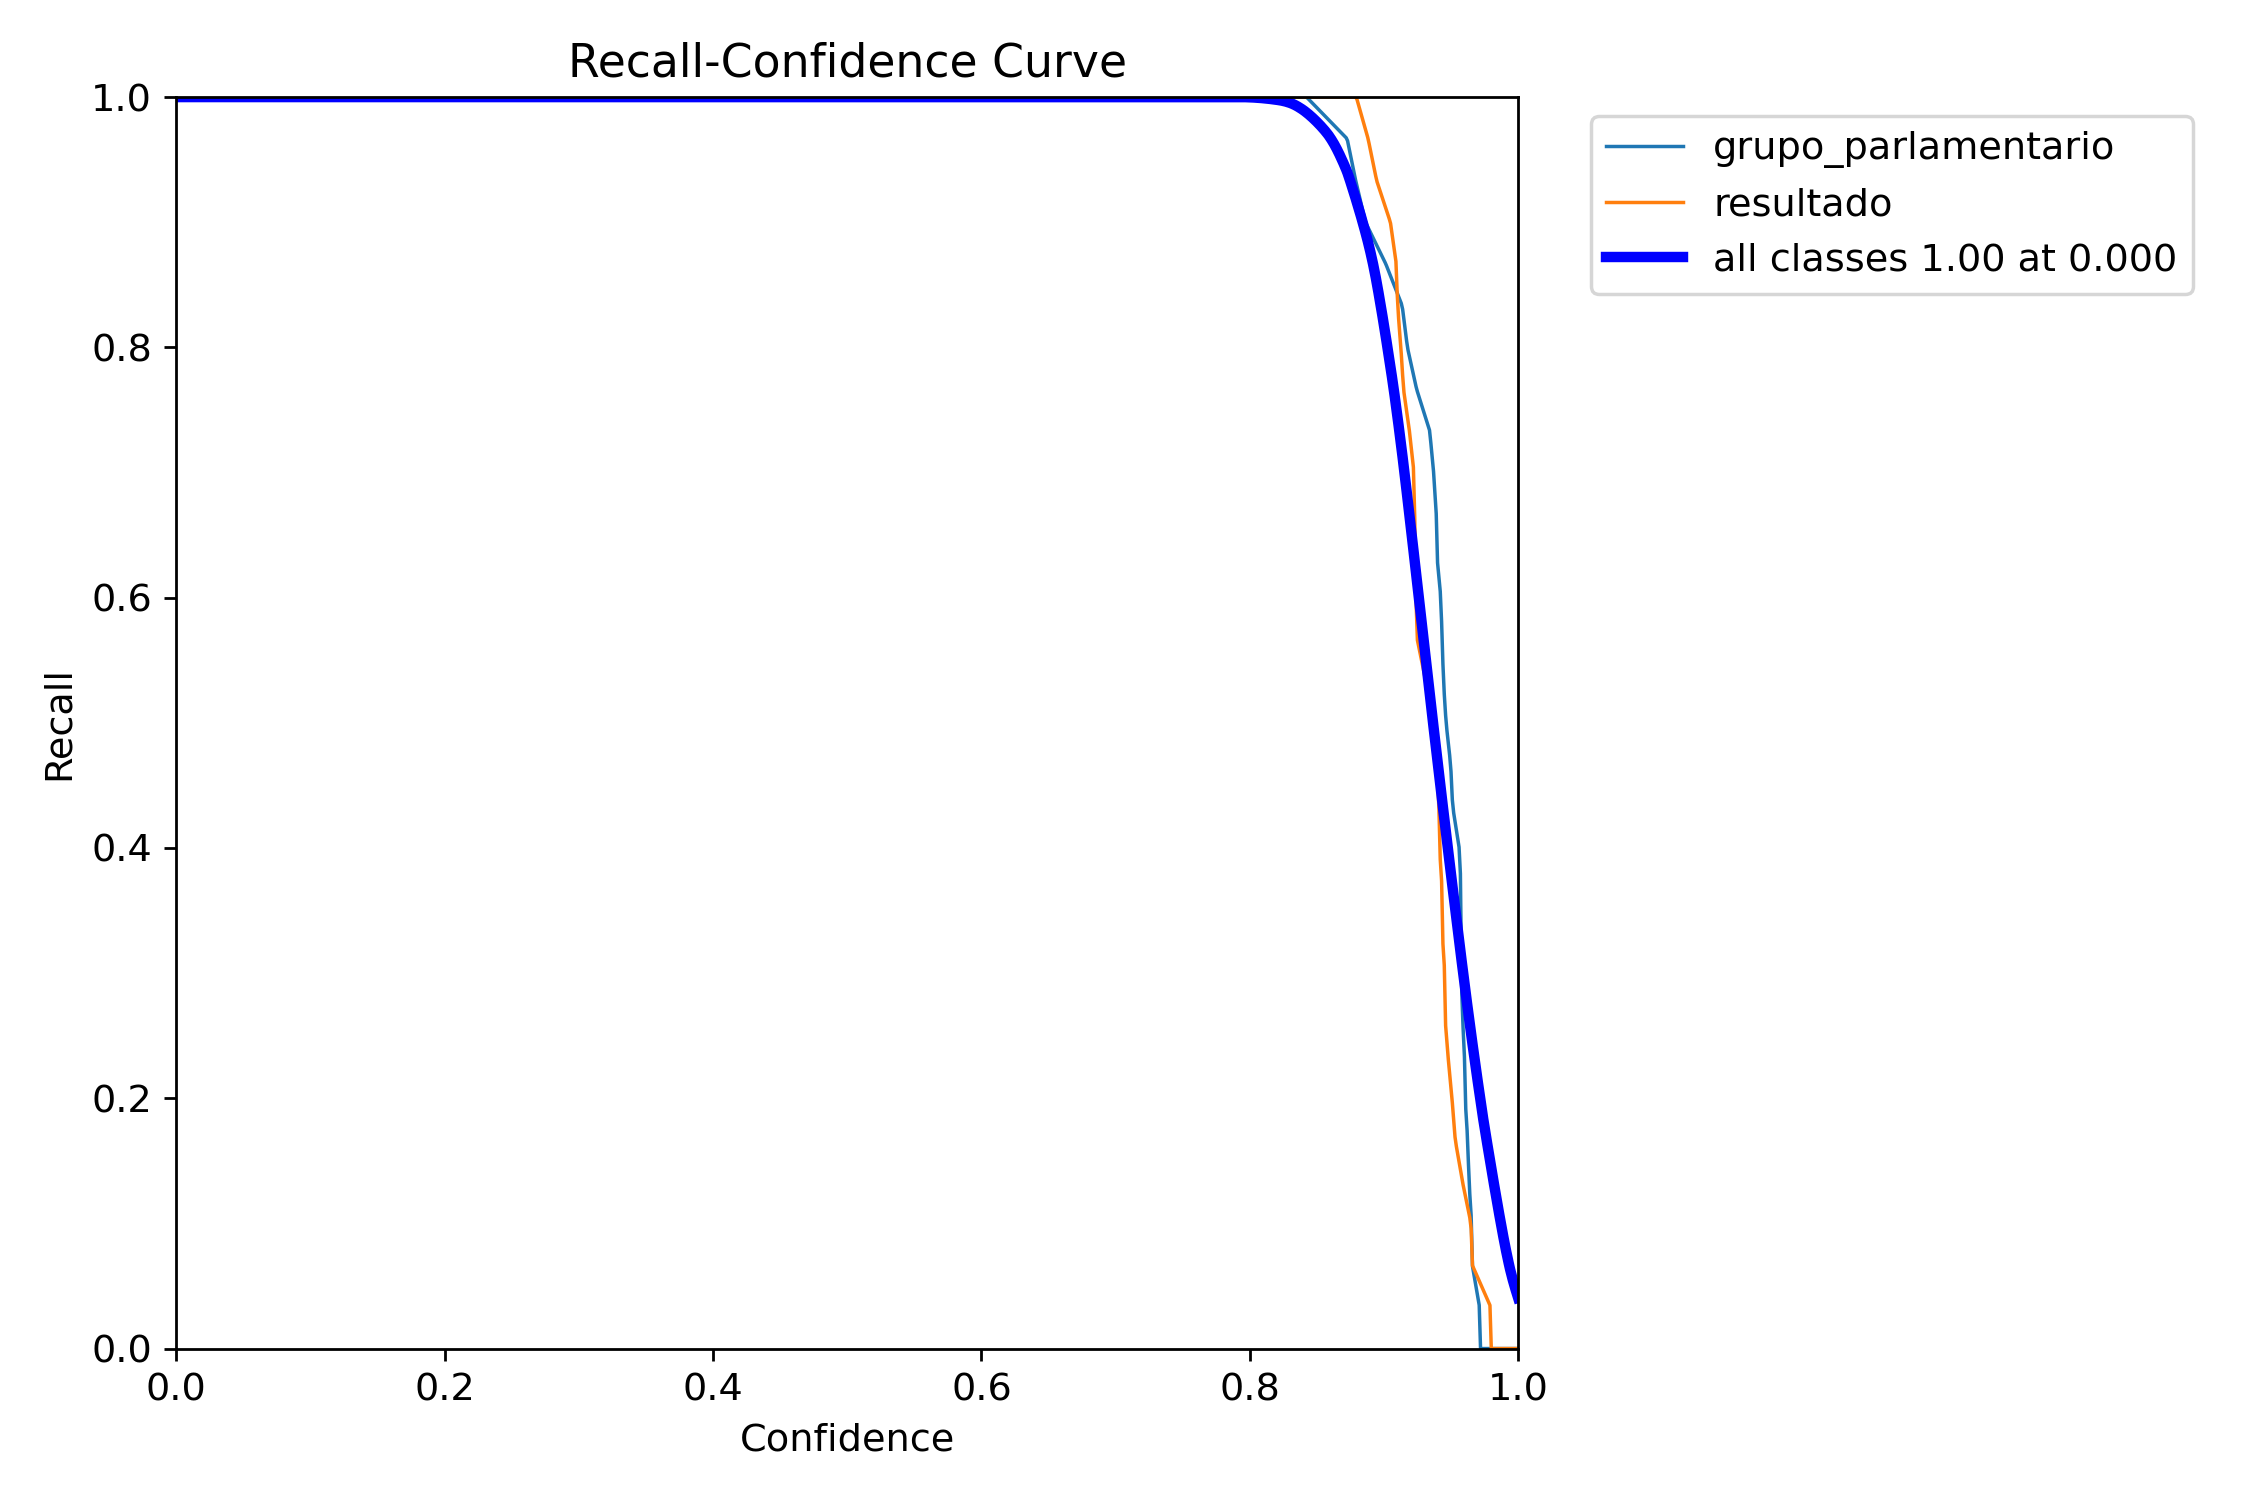 Recall-Confidence Curve
1.0
0.8
0.6
0.4
0.2
0.0
Recall
0.0 0.2 0.4 0.6 0.8 1.0
Confidence
grupo_parlamentario
resultado
all classes 1.00 at 0.000